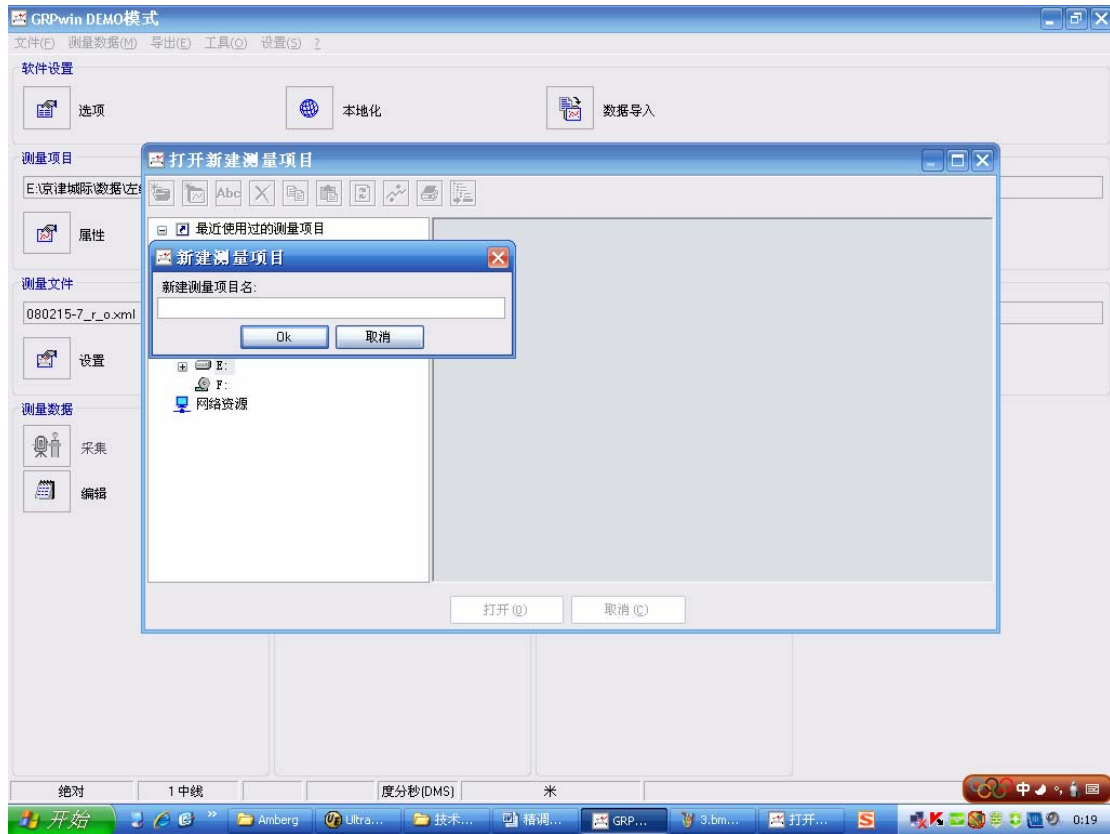 GRPwin DEMO模式
文件(F) 测量数据(M) 导出(E) 工具(O) 设置(S) ?
软件设置
选项 本地化 数据导入
测量项目
E:\京津城际\数据\左
属性
测量文件
080215-7_r_o.xml
设置
测量数据
采集
编辑
打开新建测量项目
Abc
最近使用过的测量项目
新建测量项目
新建测量项目名:
Ok 取消
E:
F:
网络资源
打开(O) 取消(C)
绝对 1 中线 度分秒(DMS) 米
中
开始 Amberg Ultra... 技术... 精调... GRP... 3.bm... 打开... 0:19